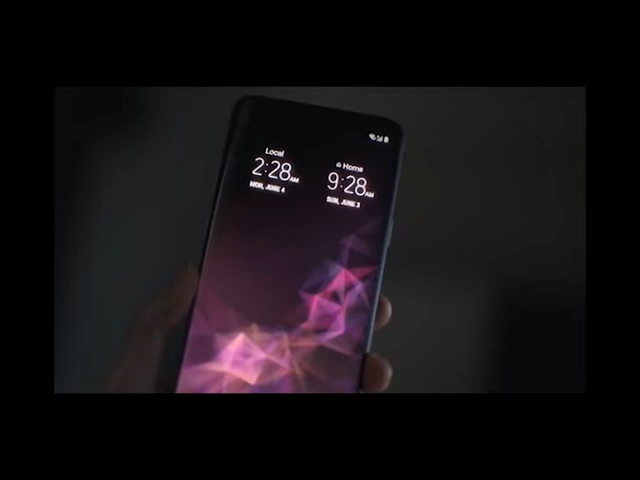 Local
2:28AM
MON, JUNE 4
Home
9:28AM
SUN, JUNE 3